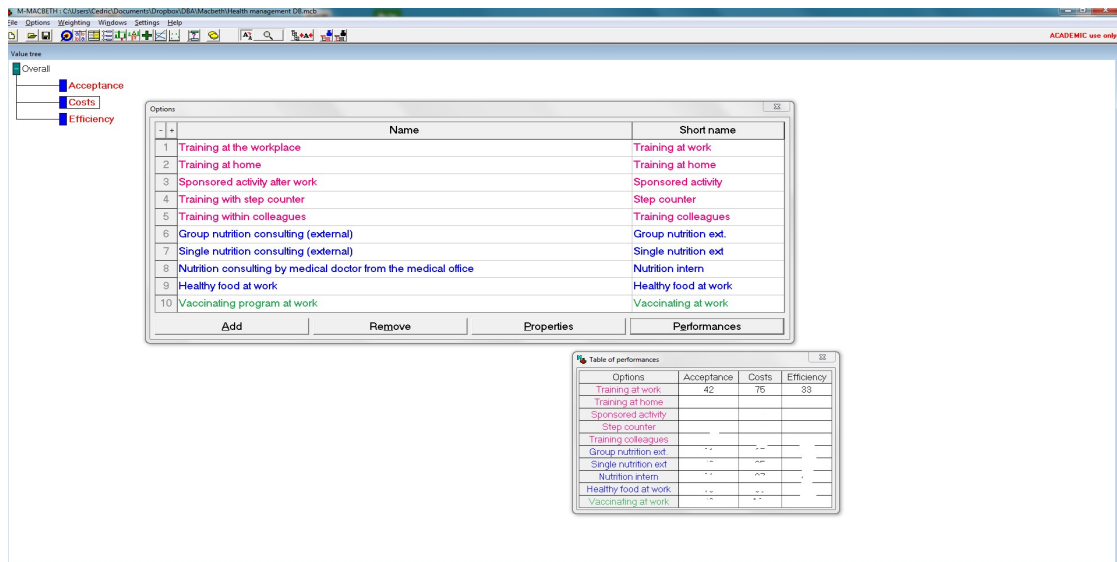 M-MACBETH : C:\Users\Cedric\Documents\Dropbox\DBA\Macbeth\Health management DB.mcb
File Options Weighting Windows Settings Help
ACADEMIC use only
Value tree
Overall
Acceptance
Costs
Efficiency
Options
- + Name Short name
1 Training at the workplace Training at work
2 Training at home Training at home
3 Sponsored activity after work Sponsored activity
4 Training with step counter Step counter
5 Training within colleagues Training colleagues
6 Group nutrition consulting (external) Group nutrition ext.
7 Single nutrition consulting (external) Single nutrition ext
8 Nutrition consulting by medical doctor from the medical office Nutrition intern
9 Healthy food at work Healthy food at work
10 Vaccinating program at work Vaccinating at work
Add Remove Properties Performances
Table of performances
Options Acceptance Costs Efficiency
Training at work 42 75 33
Training at home
Sponsored activity
Step counter
Training colleagues
Group nutrition ext.
Single nutrition ext
Nutrition intern
Healthy food at work
Vaccinating at work